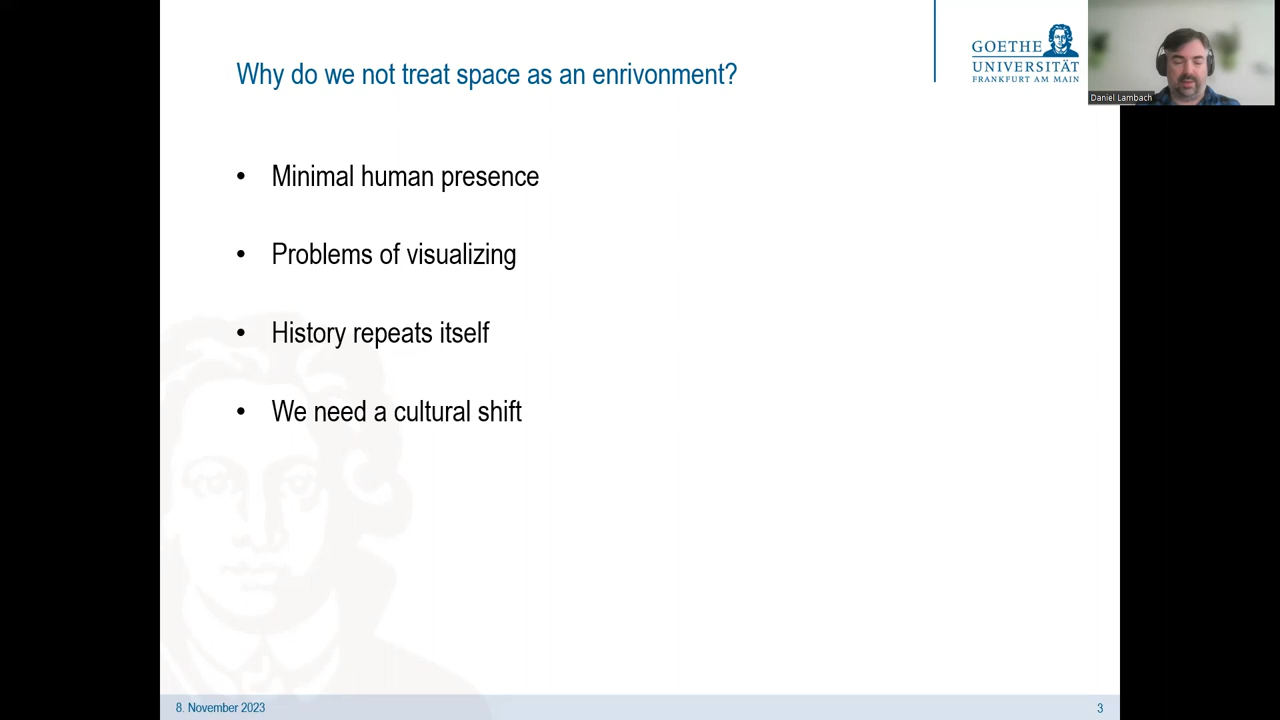 Why do we not treat space as an enrivonment?
GOETHE
UNIVERSITÄT
FRANKFURT AM MAIN
Daniel Lambach
• Minimal human presence
• Problems of visualizing
• History repeats itself
• We need a cultural shift
8. November 2023
3